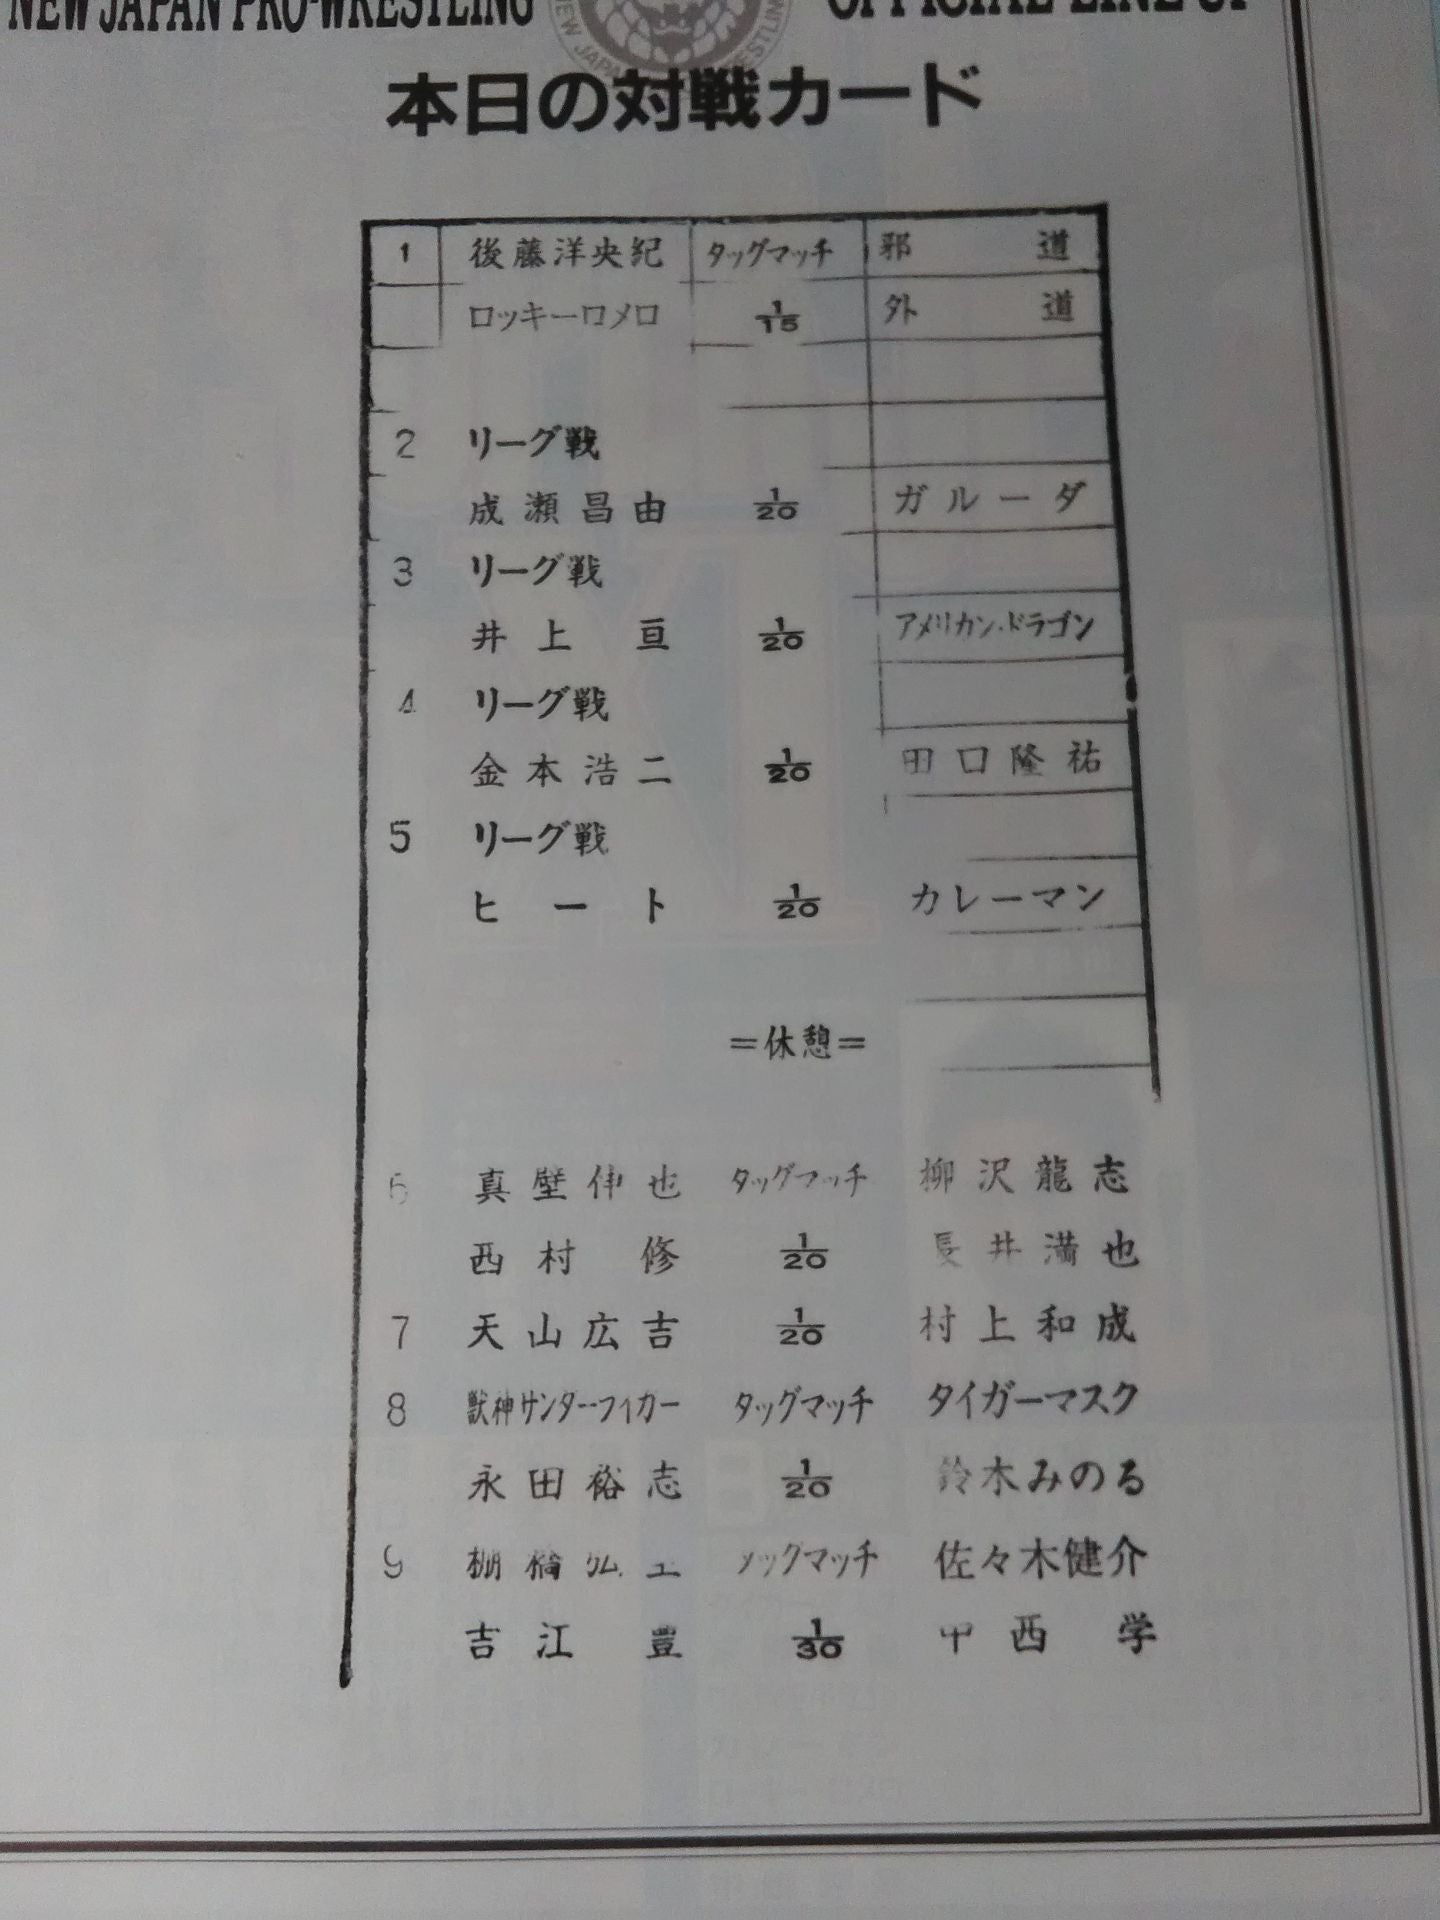 NEW JAPAN PRO-WRESTLING OFFICIAL LINE UP
NEW JAPAN WRESTLING
本日の対戦カード
1 後藤洋央紀 タッグマッチ 邪道
ロッキーロメロ 1/15 外道
2 リーグ戦
成瀬昌由 1/20 ガルーダ
3 リーグ戦
井上亘 1/20 アメリカン・ドラゴン
4 リーグ戦
金本浩二 1/20 田口隆祐
5 リーグ戦
ヒート 1/20 カレーマン
=休憩=
6 真壁伸也 タッグマッチ 柳沢龍志
西村修 1/20 長井満也
7 天山広吉 1/20 村上和成
8 獣神サンダーライガー タッグマッチ タイガーマスク
永田裕志 1/20 鈴木みのる
9 棚橋弘至 タッグマッチ 佐々木健介
吉江豊 1/30 中西学